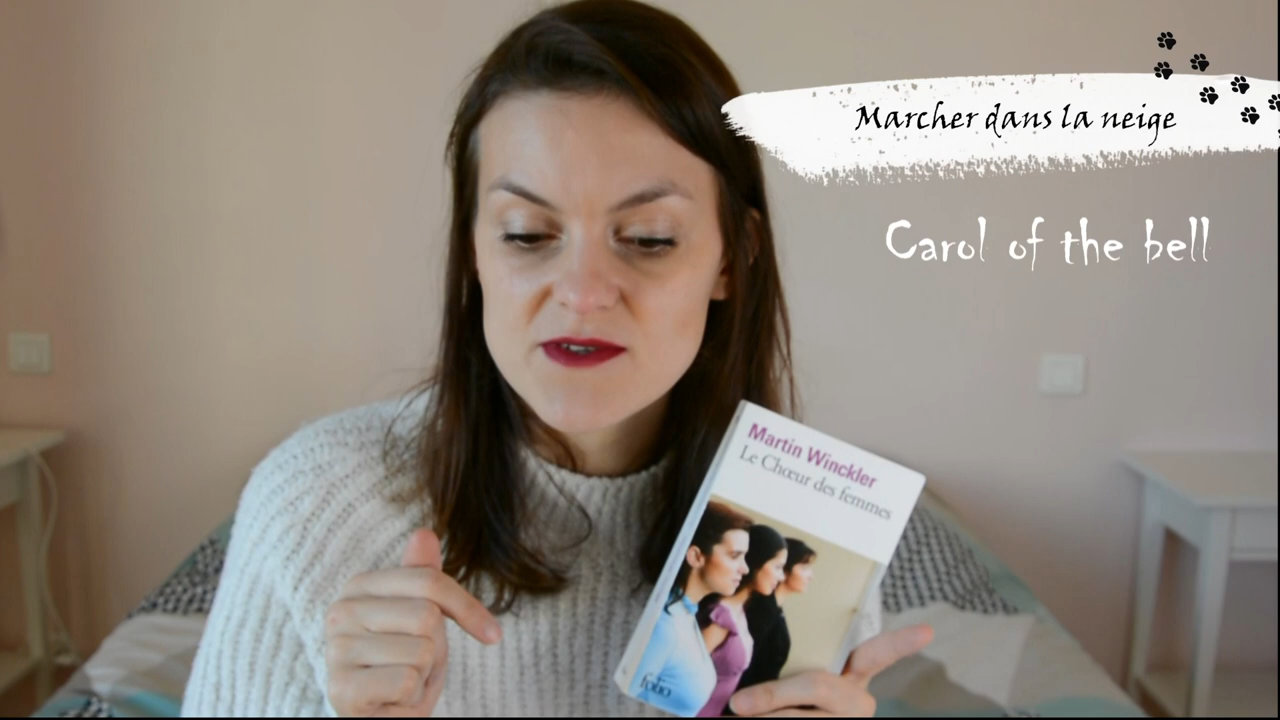 Marcher dans la neige
Carol of the bell
Martin Winckler
Le Chœur des femmes
folio